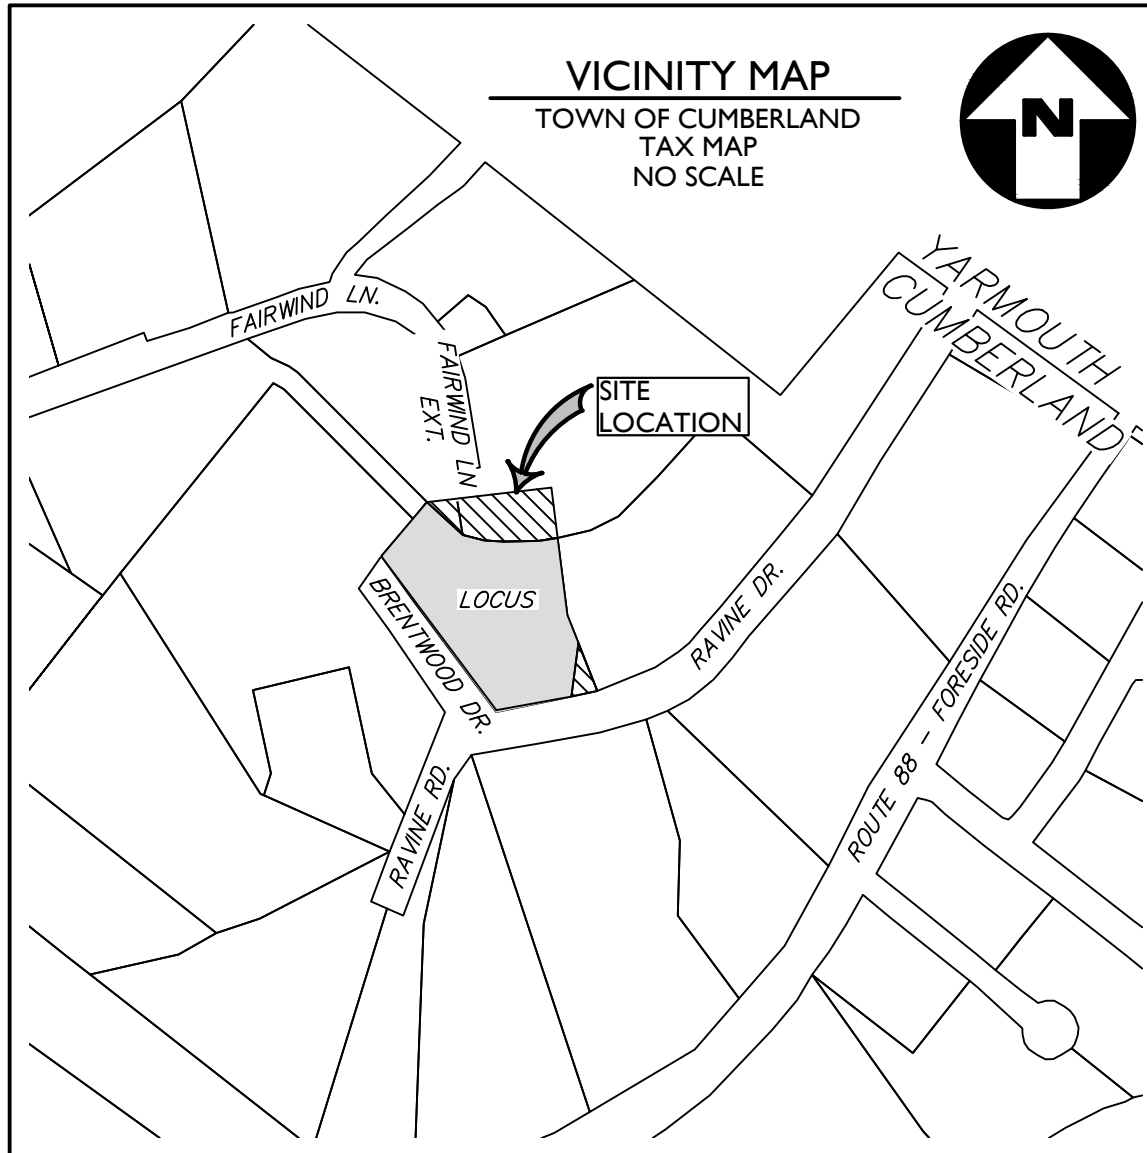 VICINITY MAP
TOWN OF CUMBERLAND
TAX MAP
NO SCALE
N
YARMOUTH
CUMBERLAND
FAIRWIND LN.
FAIRWIND LN
EXT.
SITE
LOCATION
LOCUS
BRENTWOOD DR.
RAVINE DR.
RAVINE RD.
ROUTE 88 - FORESIDE RD.